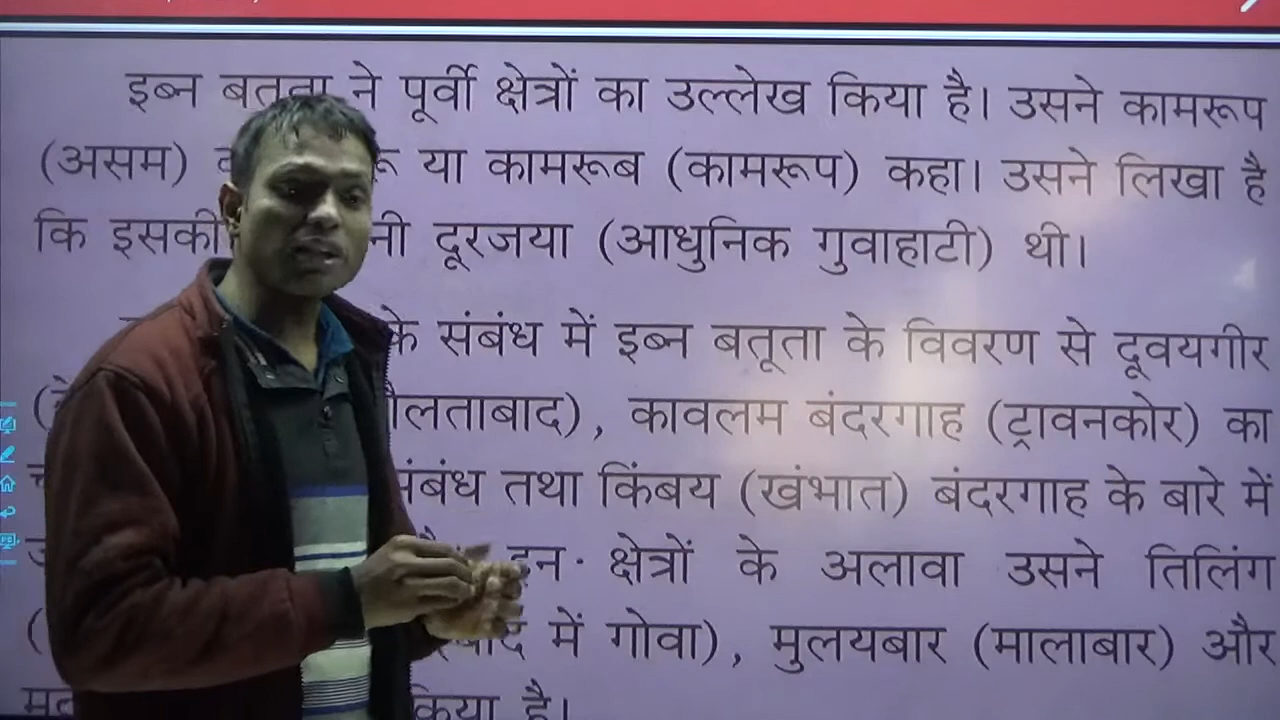 इब्न बतूता ने पूर्वी क्षेत्रों का उल्लेख किया है। उसने कामरूप
(असम) या कामरूब (कामरूप) कहा। उसने लिखा है
कि इसकी दूरजया (आधुनिक गुवाहाटी) थी।
के संबंध में इब्न बतूता के विवरण से दूवयगीर
कावलम बंदरगाह (ट्रावनकोर) का
तथा किंबय (खंभात) बंदरगाह के बारे में
इन क्षेत्रों के अलावा उसने तिलिंग
में गोवा), मुलयबार (मालाबार) और
किया है।